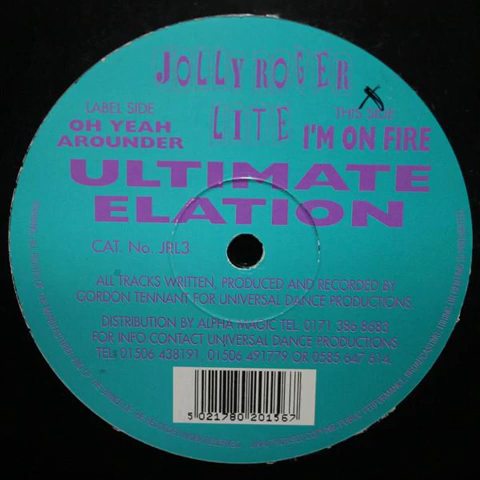 JOLLY ROGER
LITE
LABEL SIDE
OH YEAH
AROUNDER
THIS SIDE
I'M ON FIRE
ULTIMATE
ELATION
CAT. No. JRL3
ALL TRACKS WRITTEN, PRODUCED AND RECORDED BY
GORDON TENNANT FOR UNIVERSAL DANCE PRODUCTIONS.
DISTRIBUTION BY ALPHA MAGIC TEL. 0171 386 8683
FOR INFO CONTACT UNIVERSAL DANCE PRODUCTIONS.
TEL: 01506 438191, 01506 491779 OR 0585 647 614.
5 021780 201567